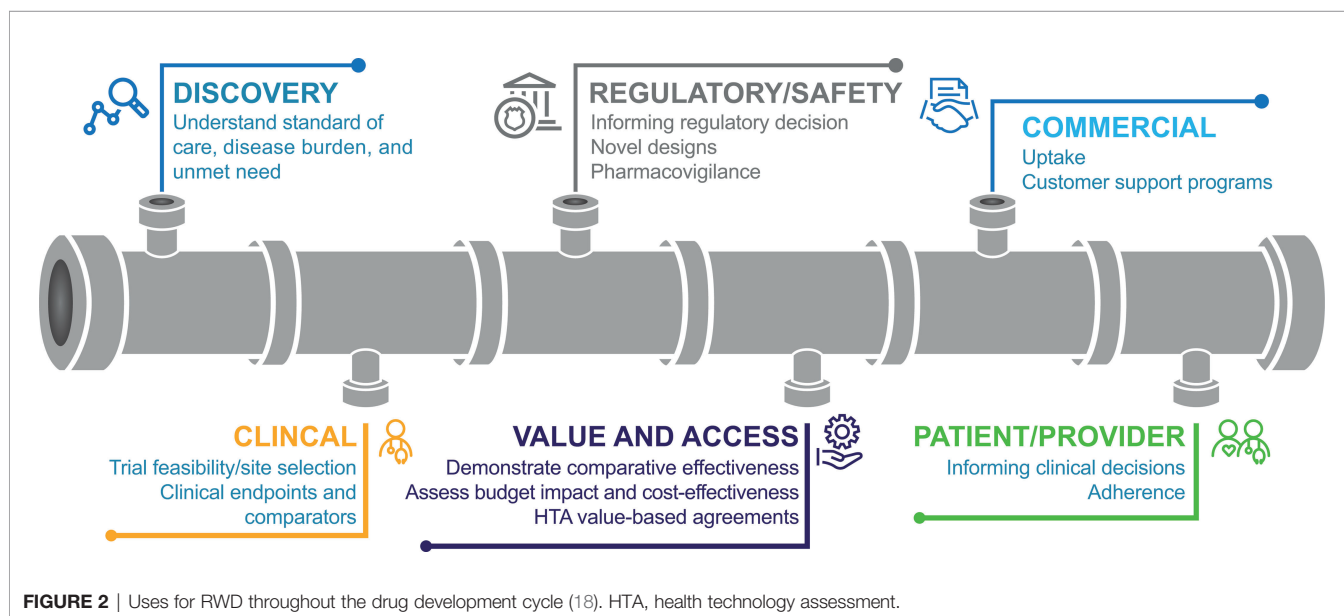 DISCOVERY
Understand standard of
care, disease burden, and
unmet need
REGULATORY/SAFETY
Informing regulatory decision
Novel designs
Pharmacovigilance
COMMERCIAL
Uptake
Customer support programs
CLINCAL
Trial feasibility/site selection
Clinical endpoints and
comparators
VALUE AND ACCESS
Demonstrate comparative effectiveness
Assess budget impact and cost-effectiveness
HTA value-based agreements
PATIENT/PROVIDER
Informing clinical decisions
Adherence
FIGURE 2 | Uses for RWD throughout the drug development cycle (18). HTA, health technology assessment.